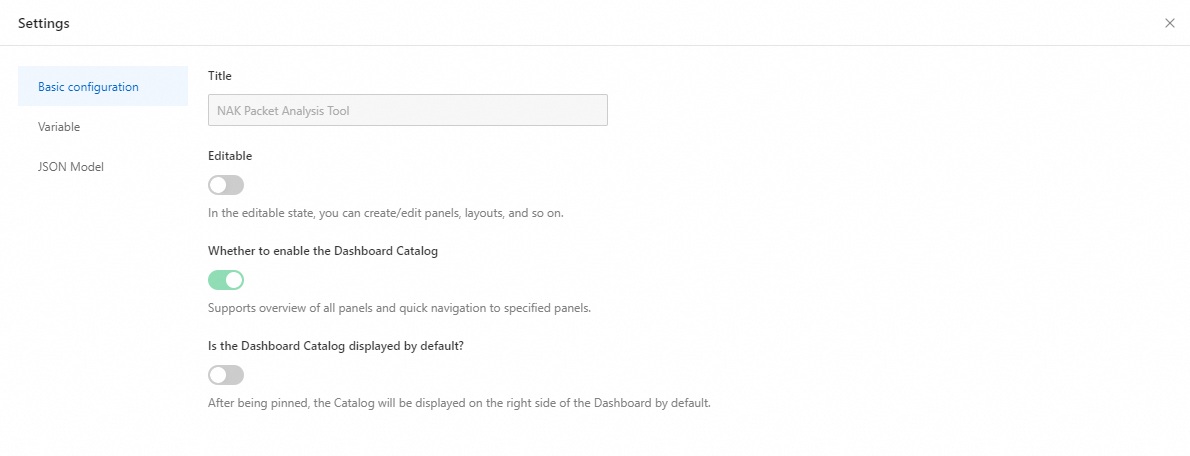 Settings
Basic configuration
Variable
JSON Model
Title
NAK Packet Analysis Tool
Editable
In the editable state, you can create/edit panels, layouts, and so on.
Whether to enable the Dashboard Catalog
Supports overview of all panels and quick navigation to specified panels.
Is the Dashboard Catalog displayed by default?
After being pinned, the Catalog will be displayed on the right side of the Dashboard by default.